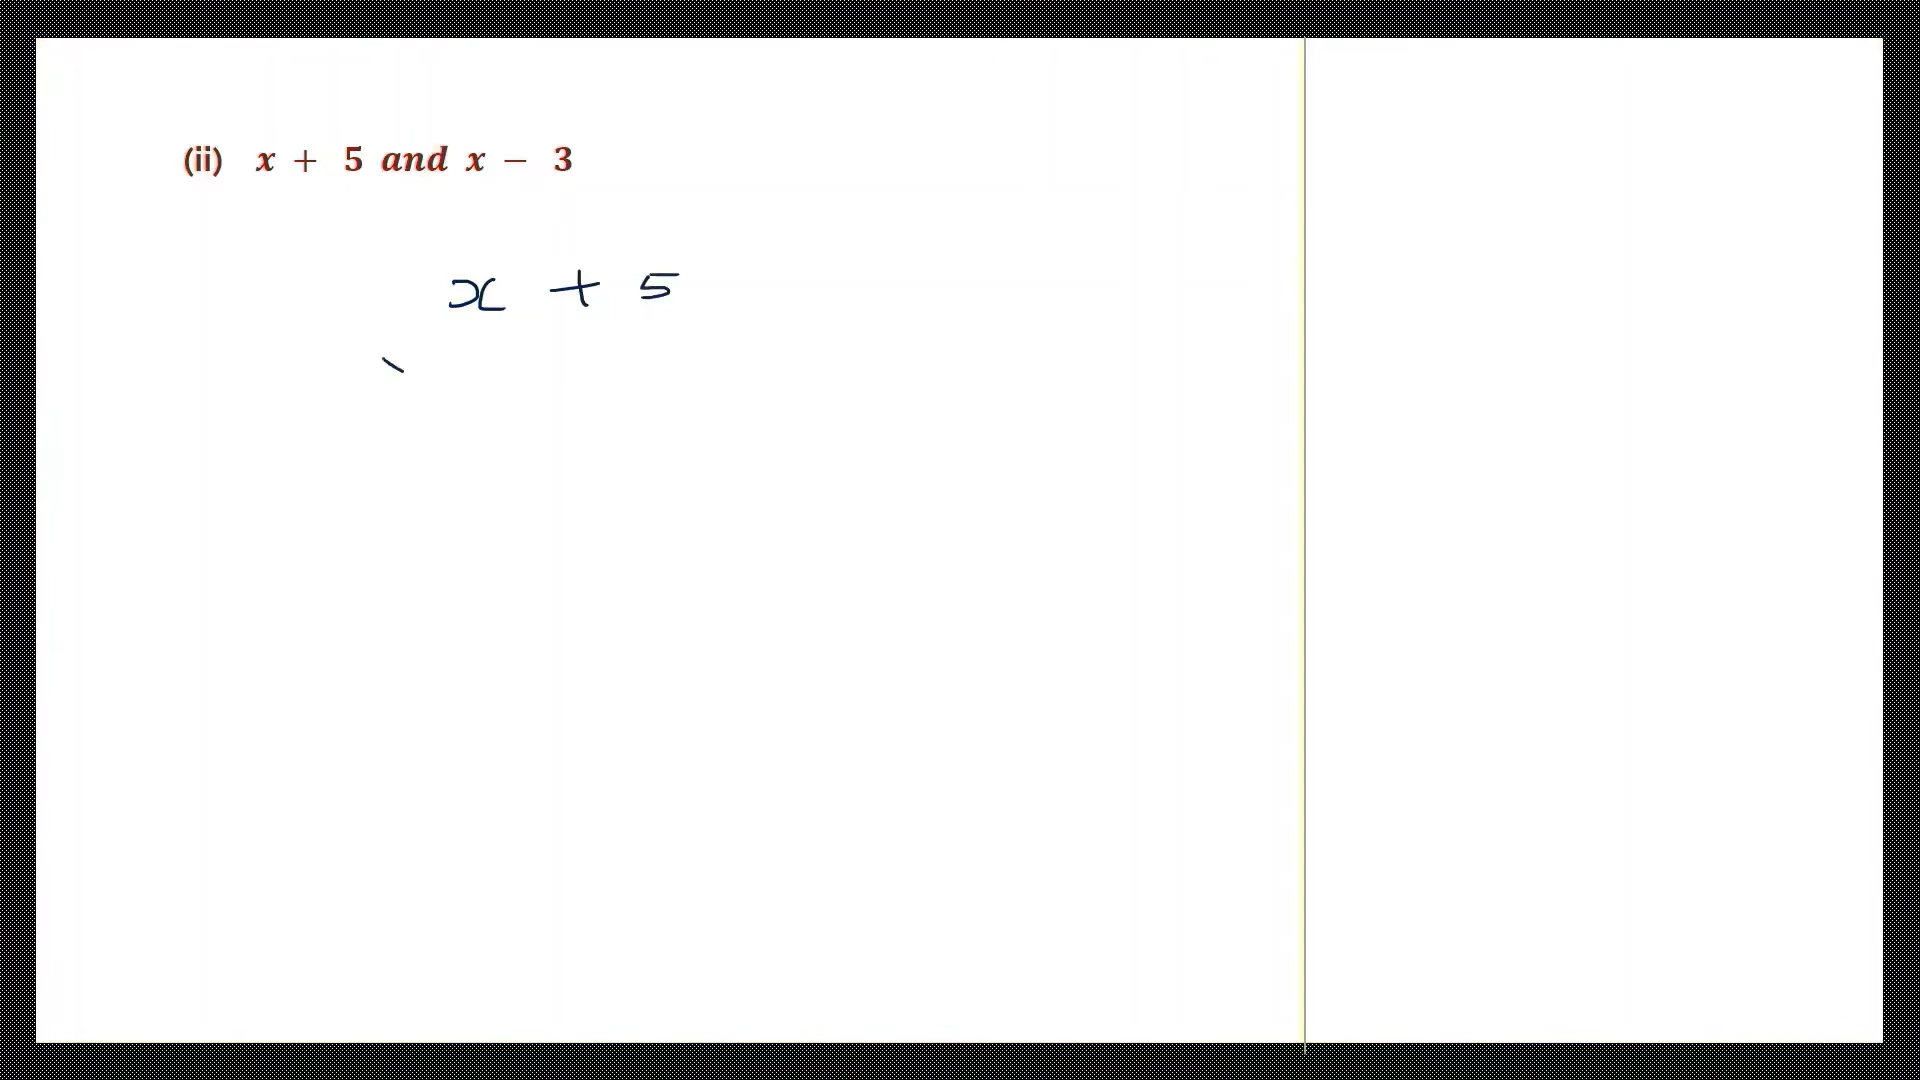 (ii) x + 5 and x - 3
x + 5